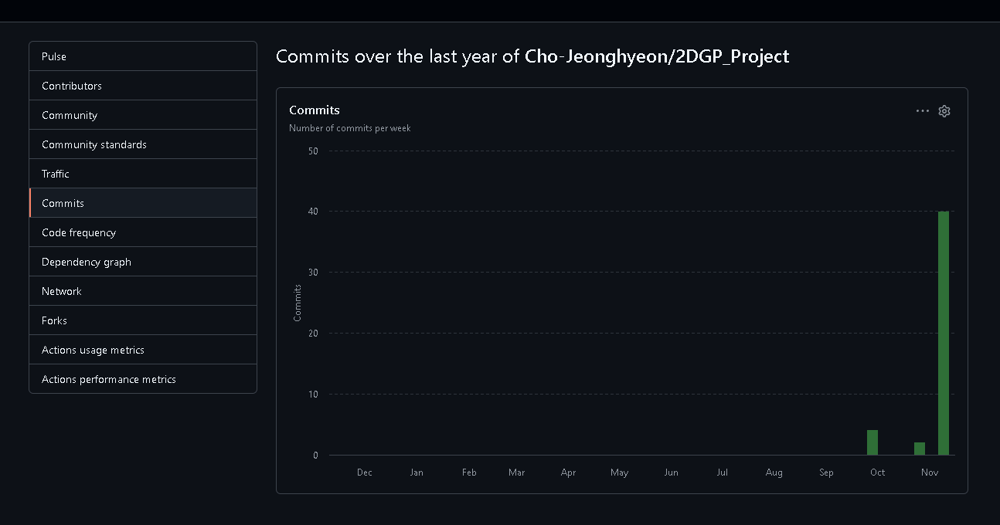 Pulse
Contributors
Community
Community standards
Traffic
Commits
Code frequency
Dependency graph
Network
Forks
Actions usage metrics
Actions performance metrics
Commits over the last year of Cho-Jeonghyeon/2DGP_Project
Commits
Number of commits per week
50
40
30
20
10
0
Commits
Dec Jan Feb Mar Apr May Jun Jul Aug Sep Oct Nov